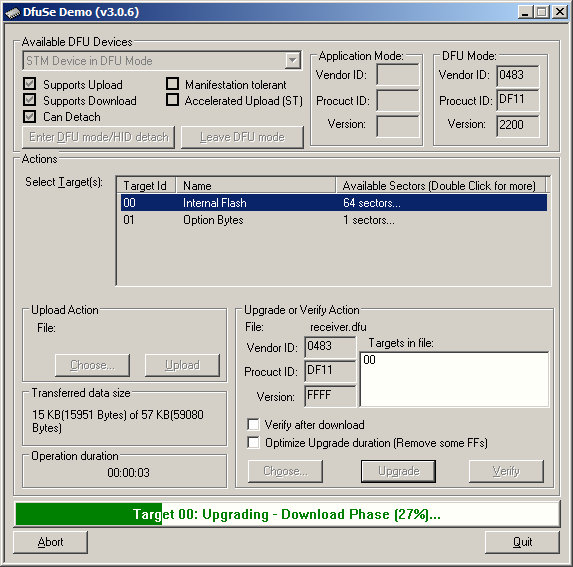 DfuSe Demo (v3.0.6)
Available DFU Devices
STM Device in DFU Mode
Supports Upload
Manifestation tolerant
Supports Download
Accelerated Upload (ST)
Can Detach
Enter DFU mode/HID detach
Leave DFU mode
Application Mode:
Vendor ID:
Procuct ID:
Version:
DFU Mode:
Vendor ID: 0483
Procuct ID: DF11
Version: 2200
Actions
Select Target(s):
Target Id Name Available Sectors (Double Click for more)
00 Internal Flash 64 sectors...
01 Option Bytes 1 sectors...
Upload Action
File:
Choose... Upload
Transferred data size
15 KB(15951 Bytes) of 57 KB(59080
Bytes)
Operation duration
00:00:03
Upgrade or Verify Action
File: receiver.dfu
Vendor ID: 0483
Procuct ID: DF11
Version: FFFF
Targets in file:
00
Verify after download
Optimize Upgrade duration (Remove some FFs)
Choose... Upgrade Verify
Target 00: Upgrading - Download Phase (27%)...
Abort Quit